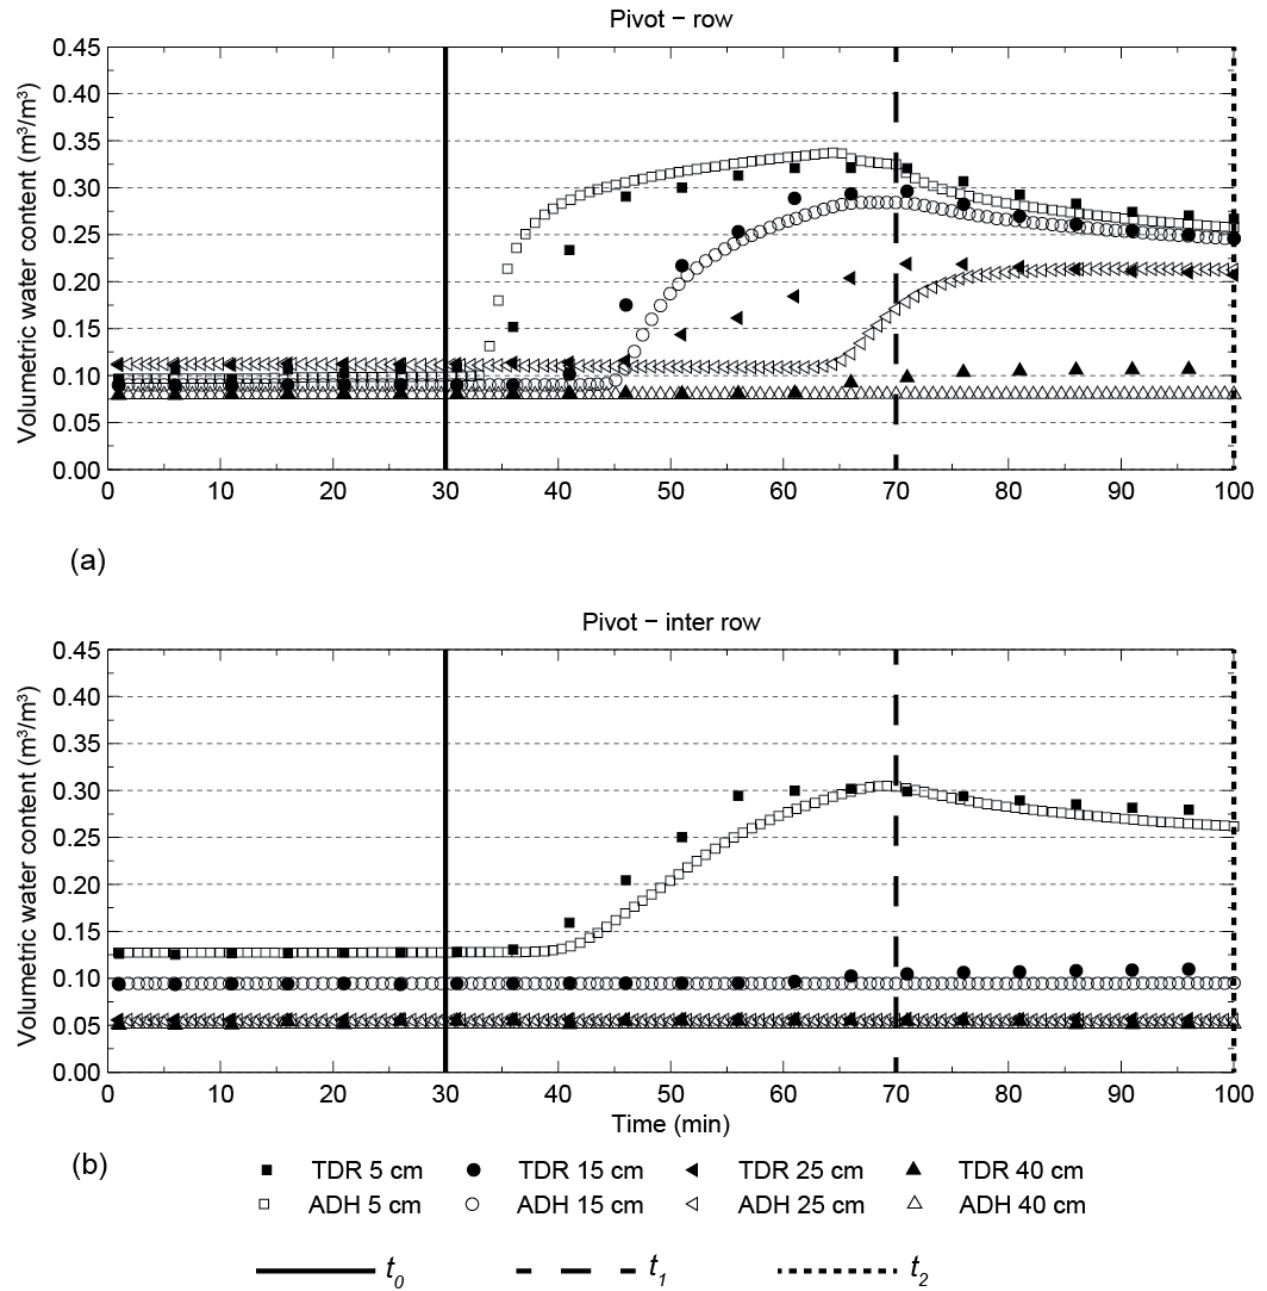 Pivot − row
Volumetric water content (m³/m³)
0.45
0.40
0.35
0.30
0.25
0.20
0.15
0.10
0.05
0.00
0 10 20 30 40 50 60 70 80 90 100
(a)
Pivot − inter row
Volumetric water content (m³/m³)
0.45
0.40
0.35
0.30
0.25
0.20
0.15
0.10
0.05
0.00
0 10 20 30 40 50 60 70 80 90 100
Time (min)
(b)
TDR 5 cm TDR 15 cm TDR 25 cm TDR 40 cm
ADH 5 cm ADH 15 cm ADH 25 cm ADH 40 cm
t₀ t₁ t₂